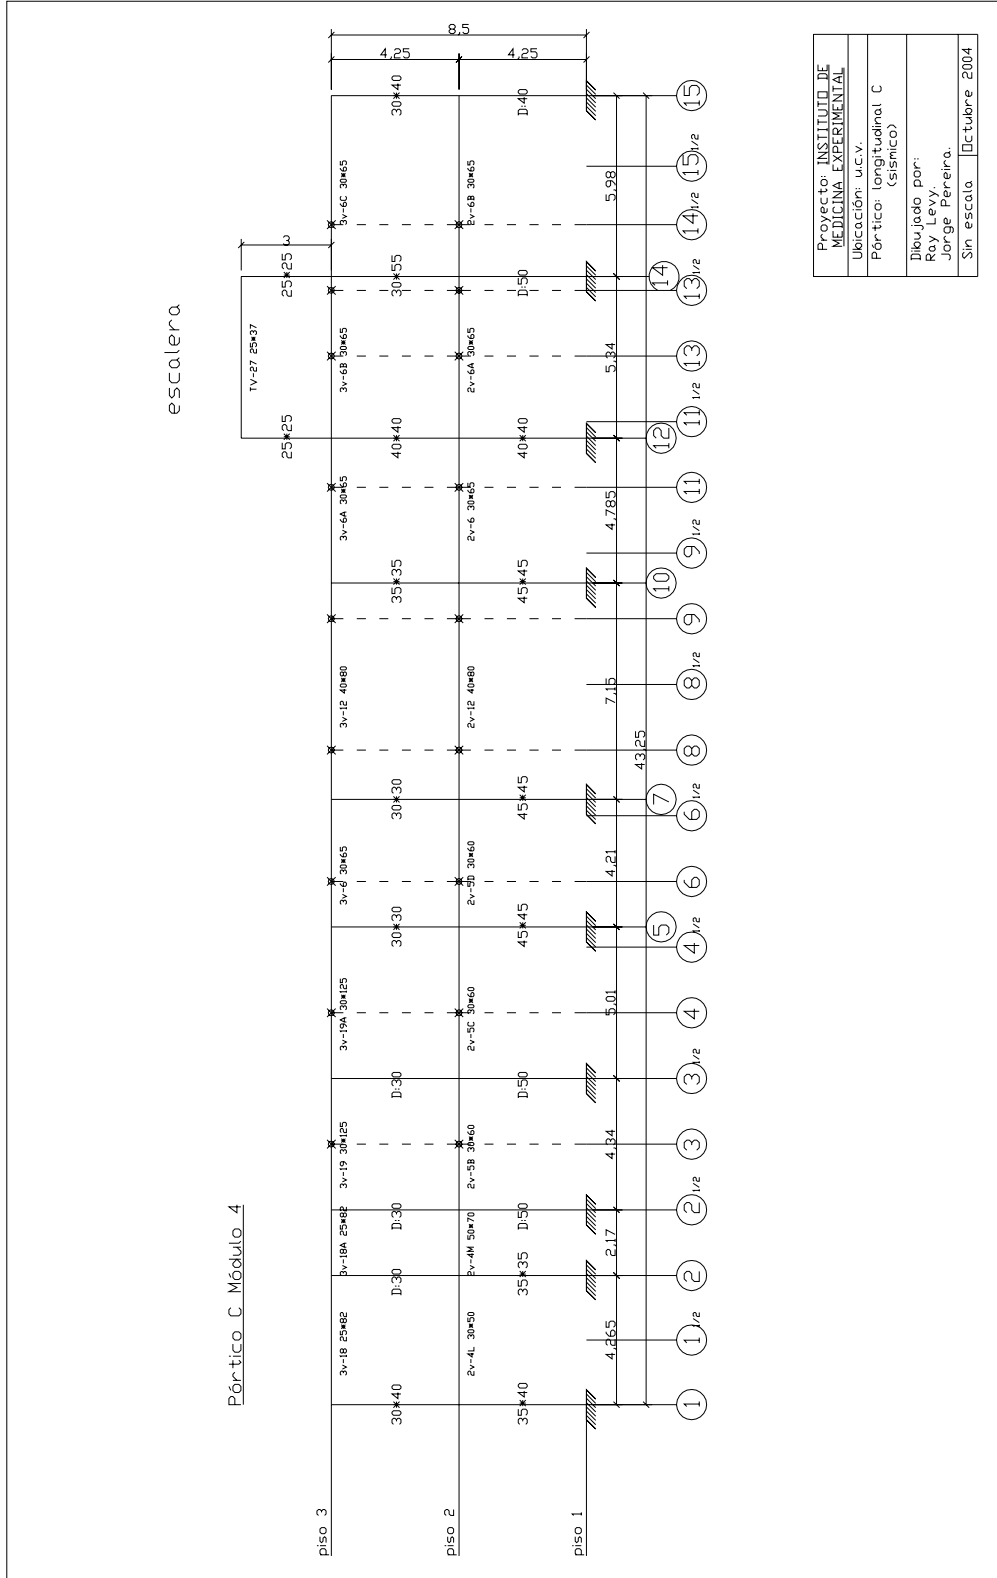 Pórtico C Módulo 4
escalera
8,5
4,25
4,25
3
piso 3
piso 2
piso 1
25*25
TV-27 25*37
25*25
3v-18 25*82
3v-18A 25*82
3v-19 30*125
3v-19A 30*125
3v-6 30*65
3v-12 40*80
3v-6A 30*65
3v-6B 30*65
3v-6C 30*65
30*40
D:30
D:30
D:30
30*30
30*30
35*35
40*40
30*55
30*40
2v-4L 30*50
2v-4M 50*70
2v-5B 30*60
2v-5C 30*60
2v-5D 30*60
2v-12 40*80
2v-6 30*65
2v-6A 30*65
2v-6B 30*65
35*40
35*35
D:50
D:50
45*45
45*45
45*45
40*40
D:50
D:40
4,265
2,17
4,34
5,01
4,21
7,15
4,785
5,34
5,98
43,25
1
1 1/2
2
2 1/2
3
3 1/2
4
4 1/2
5
6
6 1/2
7
8
8 1/2
9
9 1/2
10
11
11 1/2
12
13
13 1/2
14
14 1/2
15 1/2
15
Proyecto: INSTITUTO DE
MEDICINA EXPERIMENTAL
Ubicación: u.c.v.
Pórtico: longitudinal C
(sísmico)
Dibujado por:
Ray Levy.
Jorge Pereira.
Sin escala
Octubre 2004